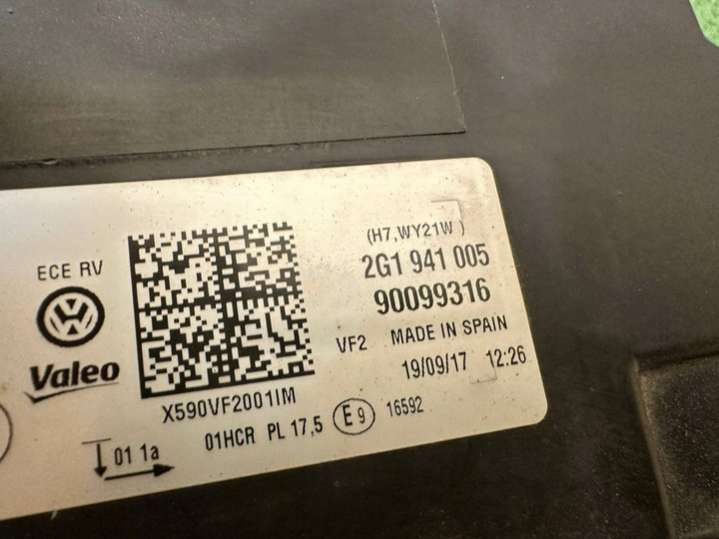 ECE RV
(H7,WY21W)
2G1 941 005
90099316
Valeo
VF2 MADE IN SPAIN
19/09/17 12:26
X590VF2001IM
01HCR PL 17,5 E9 16592
01 1a